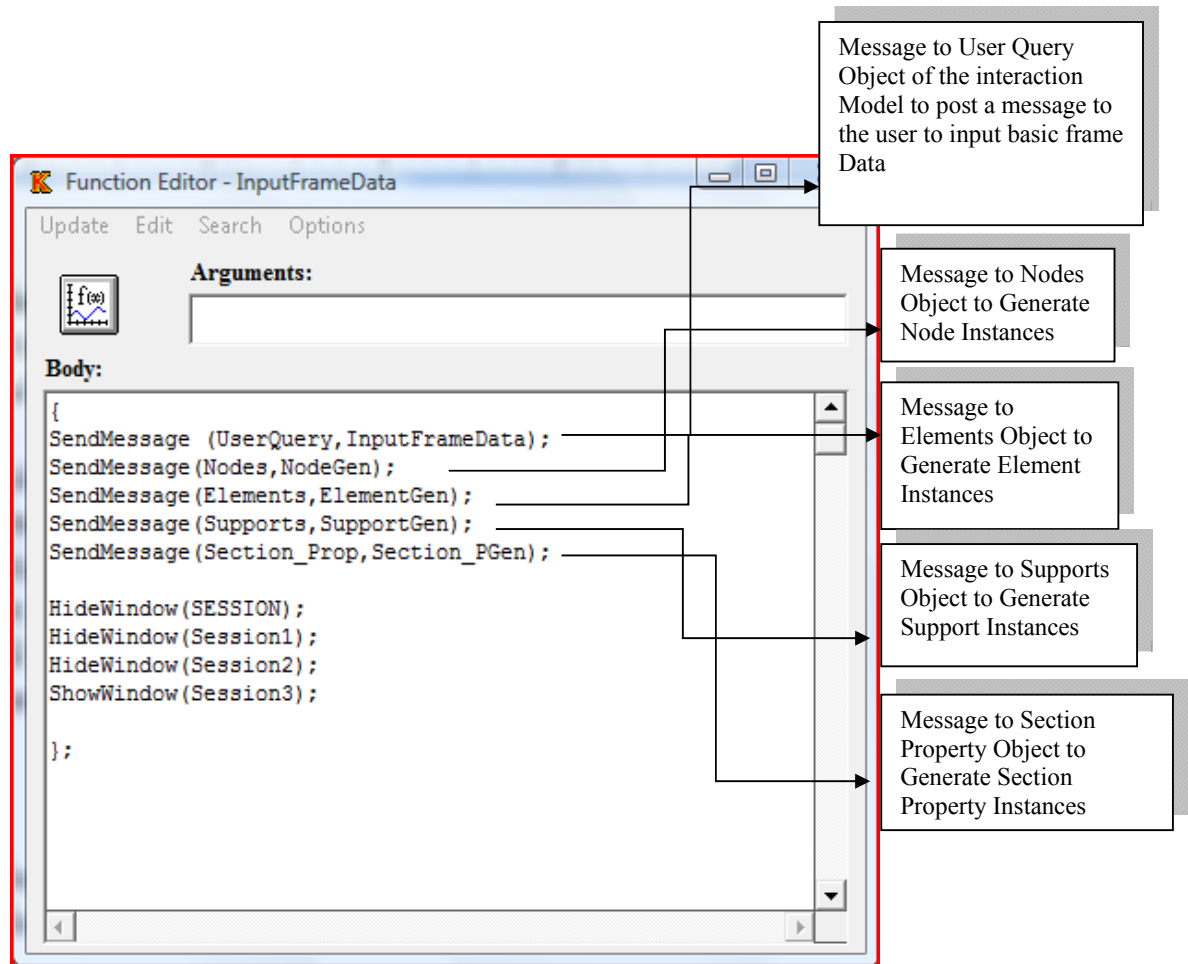 Message to User Query
Object of the interaction
Model to post a message to
the user to input basic frame
Data
Function Editor - InputFrameData
Update Edit Search Options
Arguments:
f(x)
Body:
{
SendMessage (UserQuery,InputFrameData);
SendMessage(Nodes,NodeGen);
SendMessage(Elements,ElementGen);
SendMessage(Supports,SupportGen);
SendMessage(Section_Prop,Section_PGen);
HideWindow(SESSION);
HideWindow(Session1);
HideWindow(Session2);
ShowWindow(Session3);
};
Message to Nodes
Object to Generate
Node Instances
Message to
Elements Object to
Generate Element
Instances
Message to Supports
Object to Generate
Support Instances
Message to Section
Property Object to
Generate Section
Property Instances